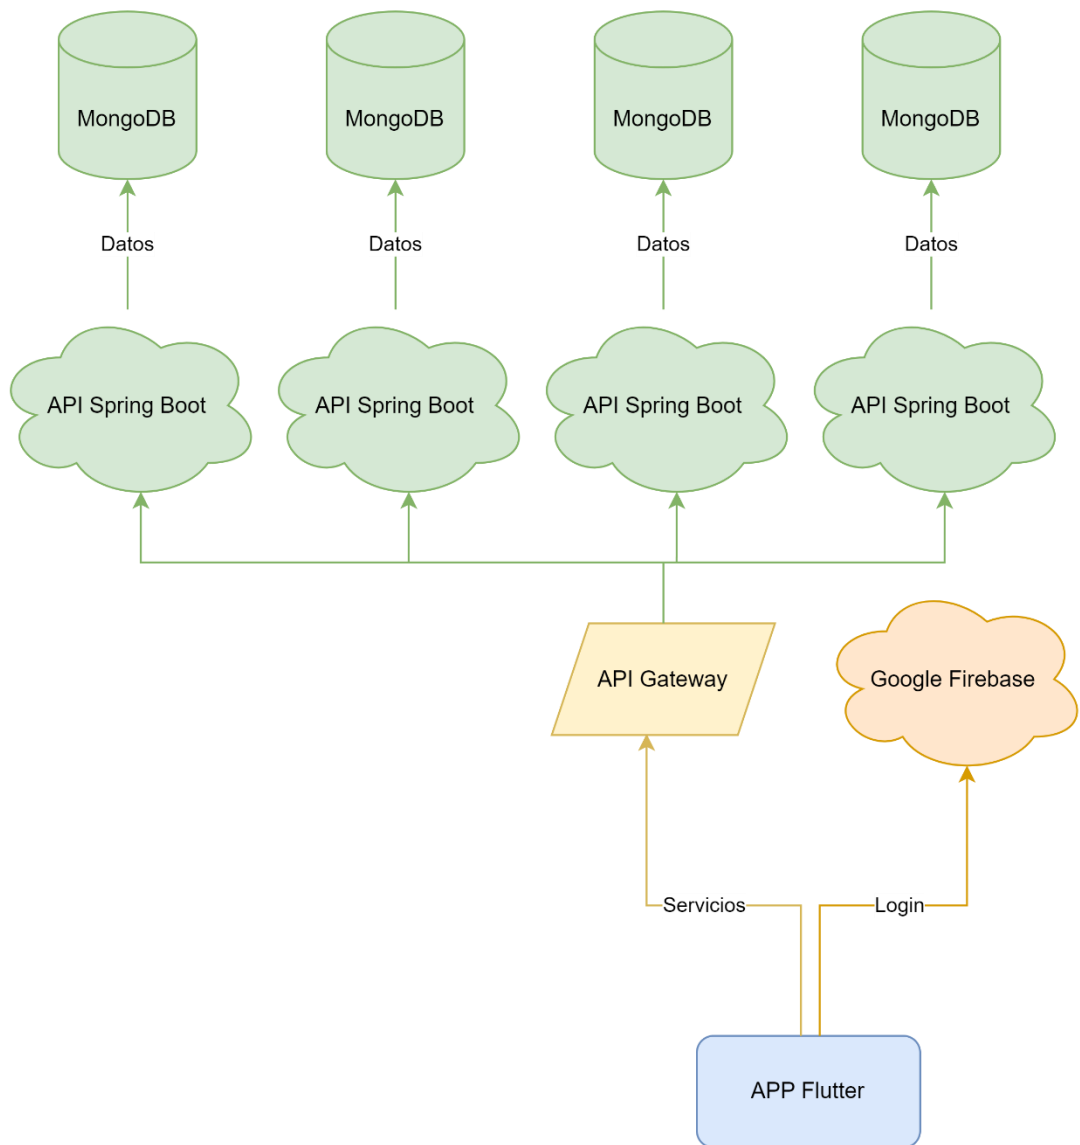 MongoDB
MongoDB
MongoDB
MongoDB
Datos
Datos
Datos
Datos
API Spring Boot
API Spring Boot
API Spring Boot
API Spring Boot
API Gateway
Google Firebase
Servicios
Login
APP Flutter